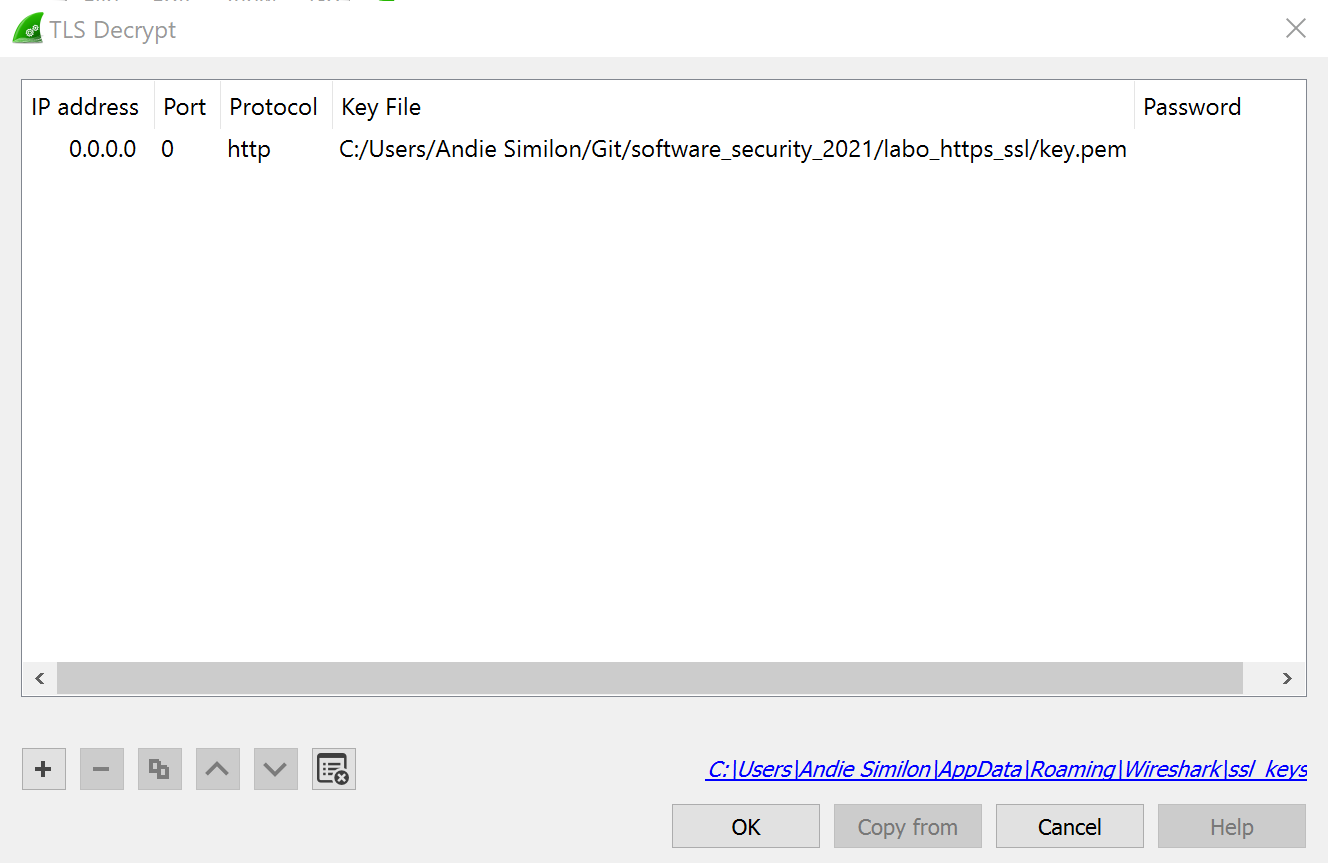 TLS Decrypt
IP address Port Protocol Key File Password
0.0.0.0 0 http C:/Users/Andie Similon/Git/software_security_2021/labo_https_ssl/key.pem
C:\Users\Andie Similon\AppData\Roaming\Wireshark\ssl_keys
OK Copy from Cancel Help